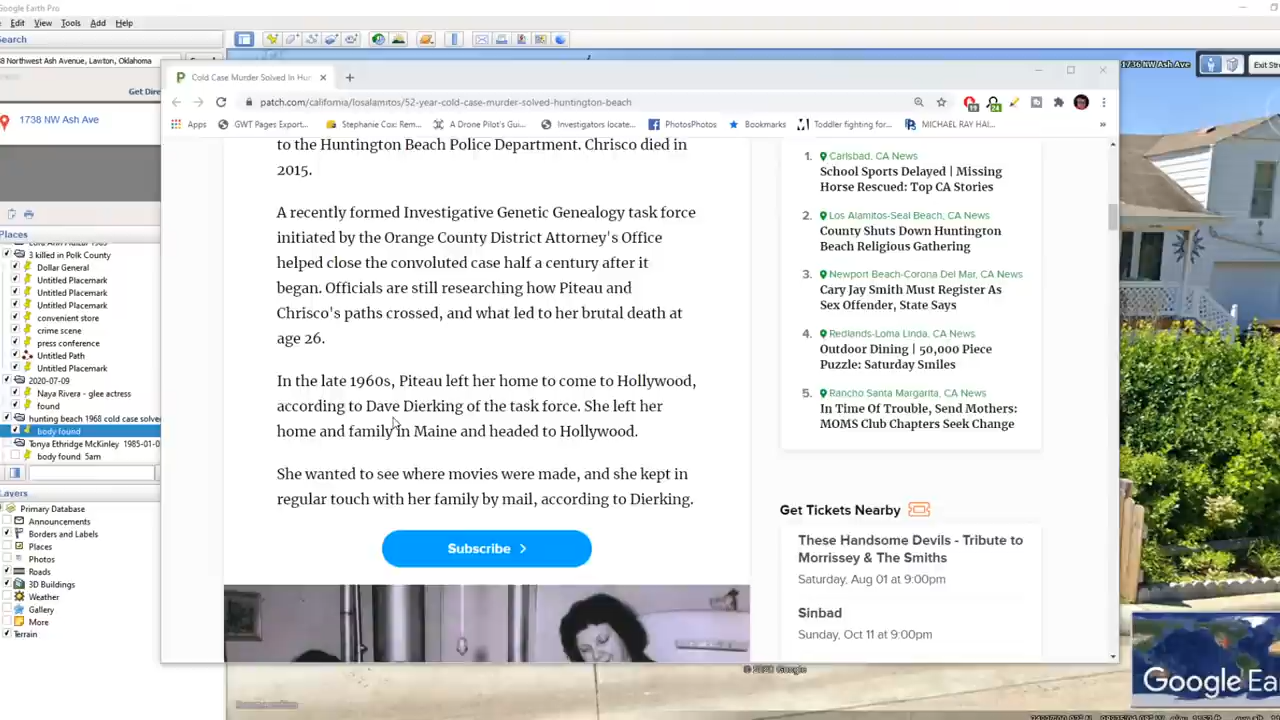 Google Earth Pro
Edit View Tools Add Help
Search
8 Northwest Ash Avenue, Lawton, Oklahoma
Get Dire
1738 NW Ash Ave
Places
3 killed in Polk County
Dollar General
Untitled Placemark
Untitled Placemark
Untitled Placemark
convenient store
crime scene
press conference
Untitled Path
Untitled Placemark
2020-07-09
Naya Rivera - glee actress
found
hunting beach 1968 cold case solve
body found
Tonya Ethridge McKinley 1985-01-0
body found 5am
Layers
Primary Database
Announcements
Borders and Labels
Places
Photos
Roads
3D Buildings
Weather
Gallery
More
Terrain
Cold Case Murder Solved In Hun
patch.com/california/losalamitos/52-year-cold-case-murder-solved-huntington-beach
Apps GWT Pages Export... Stephanie Cox: Rem... A Drone Pilot's Gui... Investigators locate... PhotosPhotos Bookmarks Toddler fighting for... MICHAEL RAY HAI... »
to the Huntington Beach Police Department. Chrisco died in
2015.
A recently formed Investigative Genetic Genealogy task force
initiated by the Orange County District Attorney's Office
helped close the convoluted case half a century after it
began. Officials are still researching how Piteau and
Chrisco's paths crossed, and what led to her brutal death at
age 26.
In the late 1960s, Piteau left her home to come to Hollywood,
according to Dave Dierking of the task force. She left her
home and family in Maine and headed to Hollywood.
She wanted to see where movies were made, and she kept in
regular touch with her family by mail, according to Dierking.
Subscribe
1. Carlsbad, CA News
School Sports Delayed | Missing
Horse Rescued: Top CA Stories
2. Los Alamitos-Seal Beach, CA News
County Shuts Down Huntington
Beach Religious Gathering
3. Newport Beach-Corona Del Mar, CA News
Cary Jay Smith Must Register As
Sex Offender, State Says
4. Redlands-Loma Linda, CA News
Outdoor Dining | 50,000 Piece
Puzzle: Saturday Smiles
5. Rancho Santa Margarita, CA News
In Time Of Trouble, Send Mothers:
MOMS Club Chapters Seek Change
Get Tickets Nearby
These Handsome Devils - Tribute to
Morrissey & The Smiths
Saturday, Aug 01 at 9:00pm
Sinbad
Sunday, Oct 11 at 9:00pm
1736 NW Ash Ave
Exit Stre
© 2020 Google
Google Ea